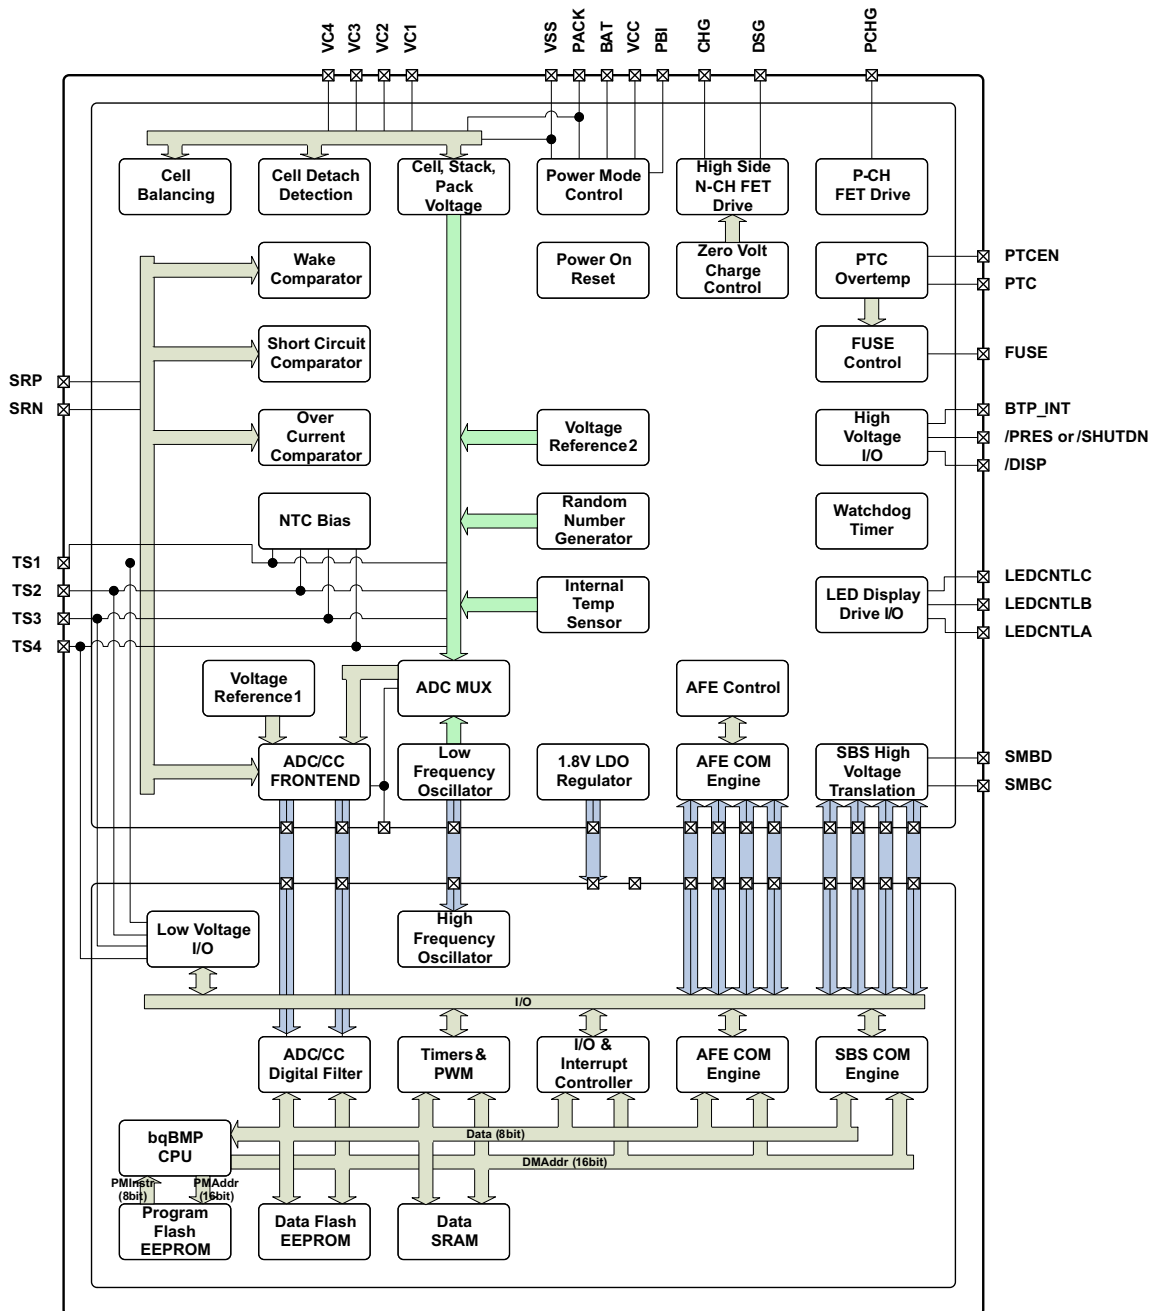 VC4
VC3
VC2
VC1
VSS
PACK
BAT
VCC
PBI
CHG
DSG
PCHG
Cell
Balancing
Cell Detach
Detection
Cell, Stack,
Pack
Voltage
Power Mode
Control
High Side
N-CH FET
Drive
P-CH
FET Drive
Wake
Comparator
Power On
Reset
Zero Volt
Charge
Control
PTC
Overtemp
PTCEN
PTC
Short Circuit
Comparator
FUSE
Control
FUSE
SRP
SRN
Over
Current
Comparator
Voltage
Reference2
High
Voltage
I/O
BTP_INT
/PRES or /SHUTDN
/DISP
NTC Bias
Random
Number
Generator
Watchdog
Timer
TS1
TS2
TS3
TS4
Internal
Temp
Sensor
LED Display
Drive I/O
LEDCNTLC
LEDCNTLB
LEDCNTLA
Voltage
Reference1
ADC MUX
AFE Control
ADC/CC
FRONTEND
Low
Frequency
Oscillator
1.8V LDO
Regulator
AFE COM
Engine
SBS High
Voltage
Translation
SMBD
SMBC
Low Voltage
I/O
High
Frequency
Oscillator
I/O
ADC/CC
Digital Filter
Timers &
PWM
I/O &
Interrupt
Controller
AFE COM
Engine
SBS COM
Engine
bqBMP
CPU
Data (8bit)
DMAddr (16bit)
PMInstr
(8bit)
PMAddr
(16bit)
Program
Flash
EEPROM
Data Flash
EEPROM
Data
SRAM